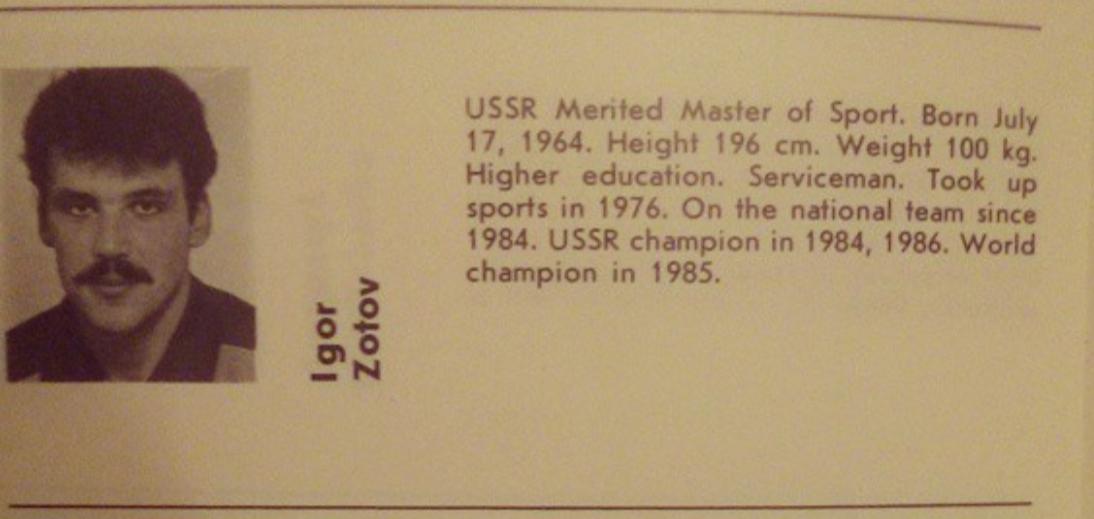 Igor
Zotov
USSR Merited Master of Sport. Born July
17, 1964. Height 196 cm. Weight 100 kg.
Higher education. Serviceman. Took up
sports in 1976. On the national team since
1984. USSR champion in 1984, 1986. World
champion in 1985.